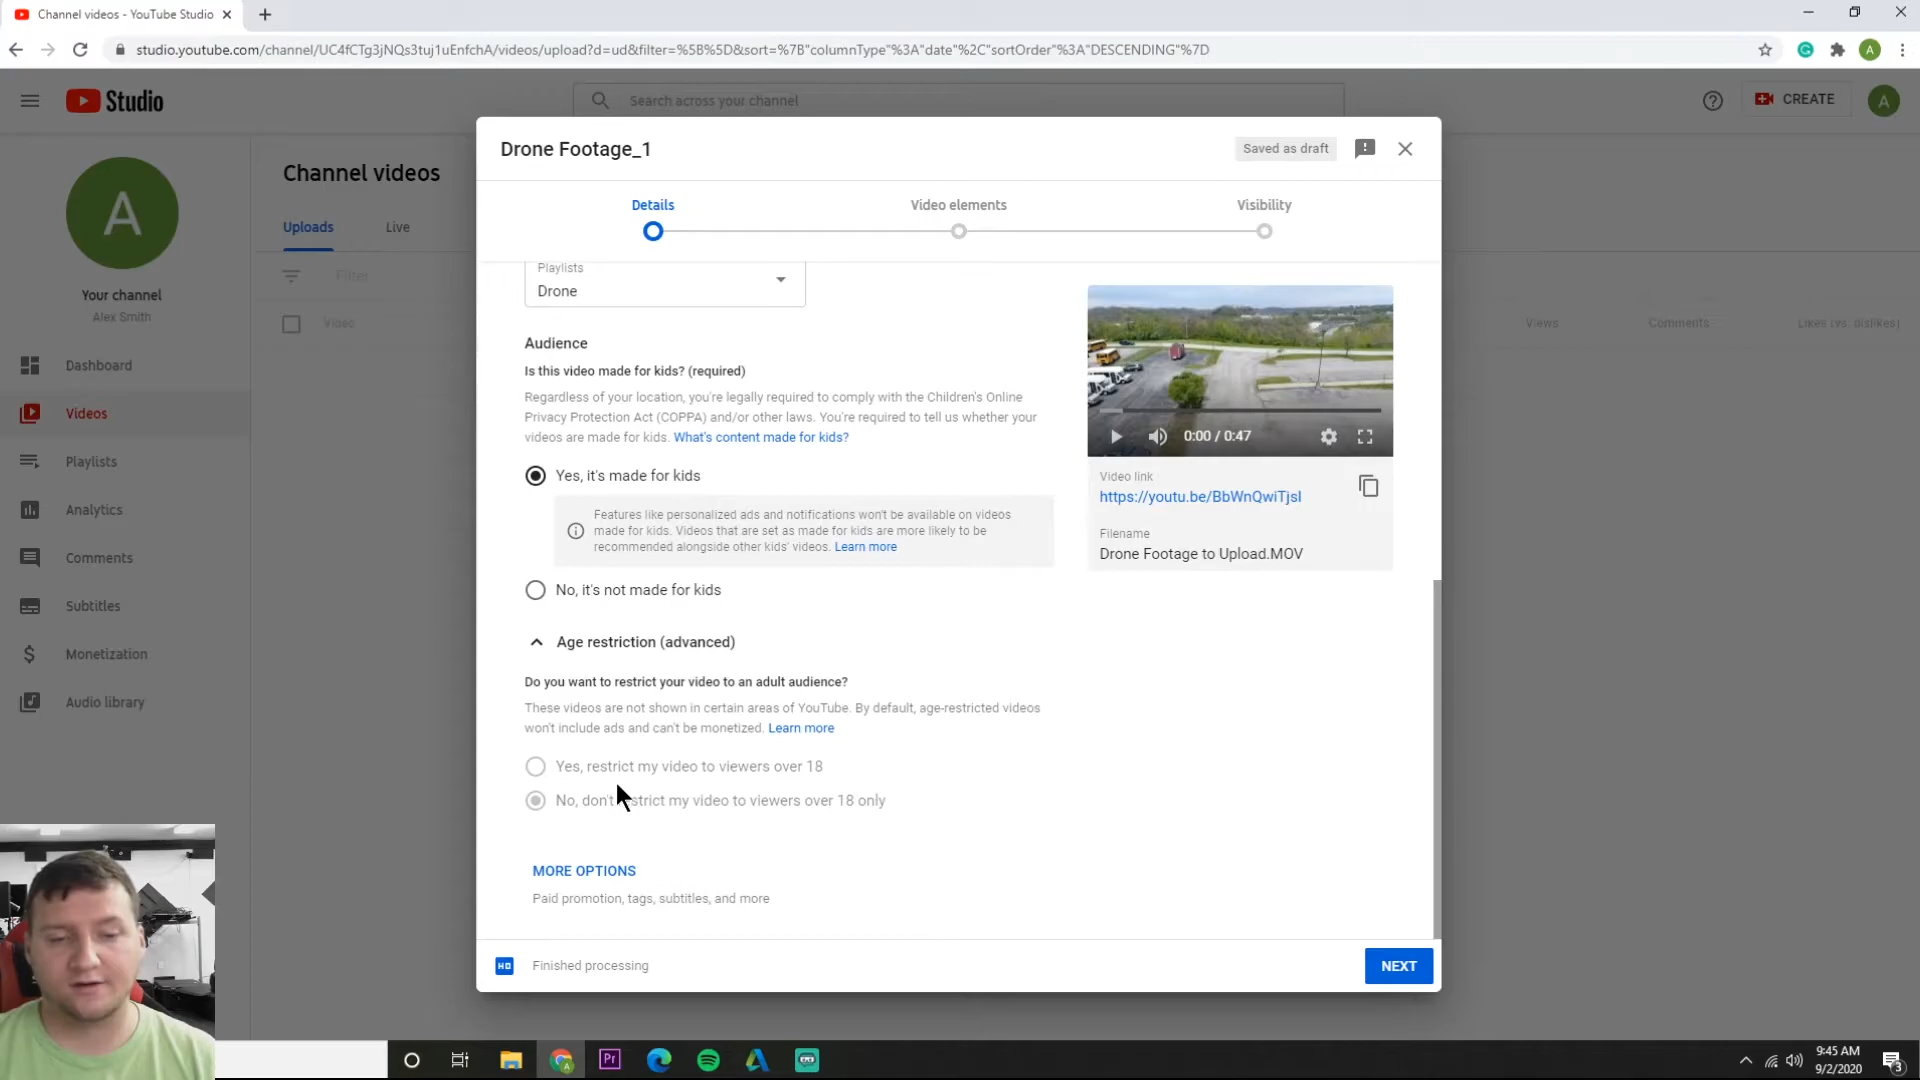 Channel videos - YouTube Studio
studio.youtube.com/channel/UC4fCTg3jNQs3tuj1uEnfchA/videos/upload?d=ud&filter=%5B%5D&sort=%7B"columnType"%3A"date"%2C"sortOrder"%3A"DESCENDING"%7D
A
Studio
Search across your channel
CREATE
A
A
Your channel
Alex Smith
Dashboard
Videos
Playlists
Analytics
Comments
Subtitles
Monetization
Audio library
Channel videos
Uploads
Live
Filter
Video
Views
Comments
Likes (vs. dislikes)
Drone Footage_1
Saved as draft
Details
Video elements
Visibility
Playlists
Drone
Audience
Is this video made for kids? (required)
Regardless of your location, you're legally required to comply with the Children's Online
Privacy Protection Act (COPPA) and/or other laws. You're required to tell us whether your
videos are made for kids. What's content made for kids?
Yes, it's made for kids
Features like personalized ads and notifications won't be available on videos
made for kids. Videos that are set as made for kids are more likely to be
recommended alongside other kids' videos. Learn more
No, it's not made for kids
Age restriction (advanced)
Do you want to restrict your video to an adult audience?
These videos are not shown in certain areas of YouTube. By default, age-restricted videos
won't include ads and can't be monetized. Learn more
Yes, restrict my video to viewers over 18
No, don't restrict my video to viewers over 18 only
MORE OPTIONS
Paid promotion, tags, subtitles, and more
0:00 / 0:47
Video link
https://youtu.be/BbWnQwiTjsI
Filename
Drone Footage to Upload.MOV
HD
Finished processing
NEXT
Pr
9:45 AM
9/2/2020
3